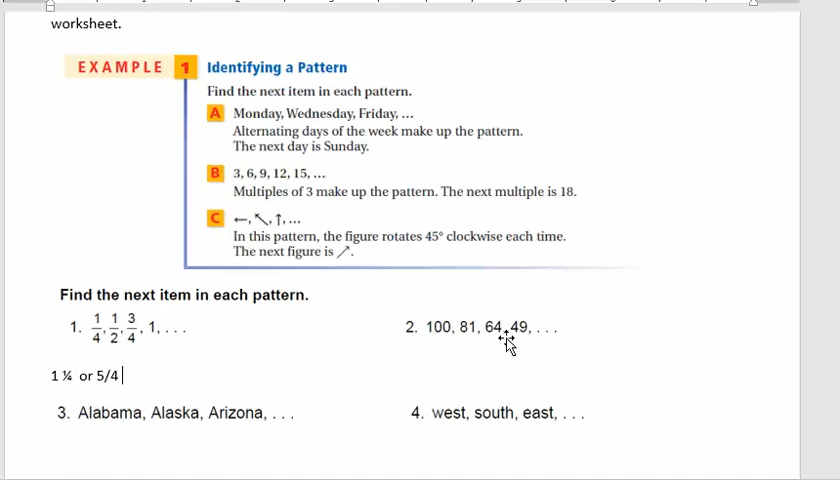 worksheet.
EXAMPLE 1 Identifying a Pattern
Find the next item in each pattern.
A Monday, Wednesday, Friday, ...
Alternating days of the week make up the pattern.
The next day is Sunday.
B 3, 6, 9, 12, 15, ...
Multiples of 3 make up the pattern. The next multiple is 18.
C ←, ↖, ↑, ...
In this pattern, the figure rotates 45° clockwise each time.
The next figure is ↗.
Find the next item in each pattern.
1. 1/4, 1/2, 3/4, 1, . . .
2. 100, 81, 64, 49, . . .
1 ¼ or 5/4
3. Alabama, Alaska, Arizona, . . .
4. west, south, east, . . .